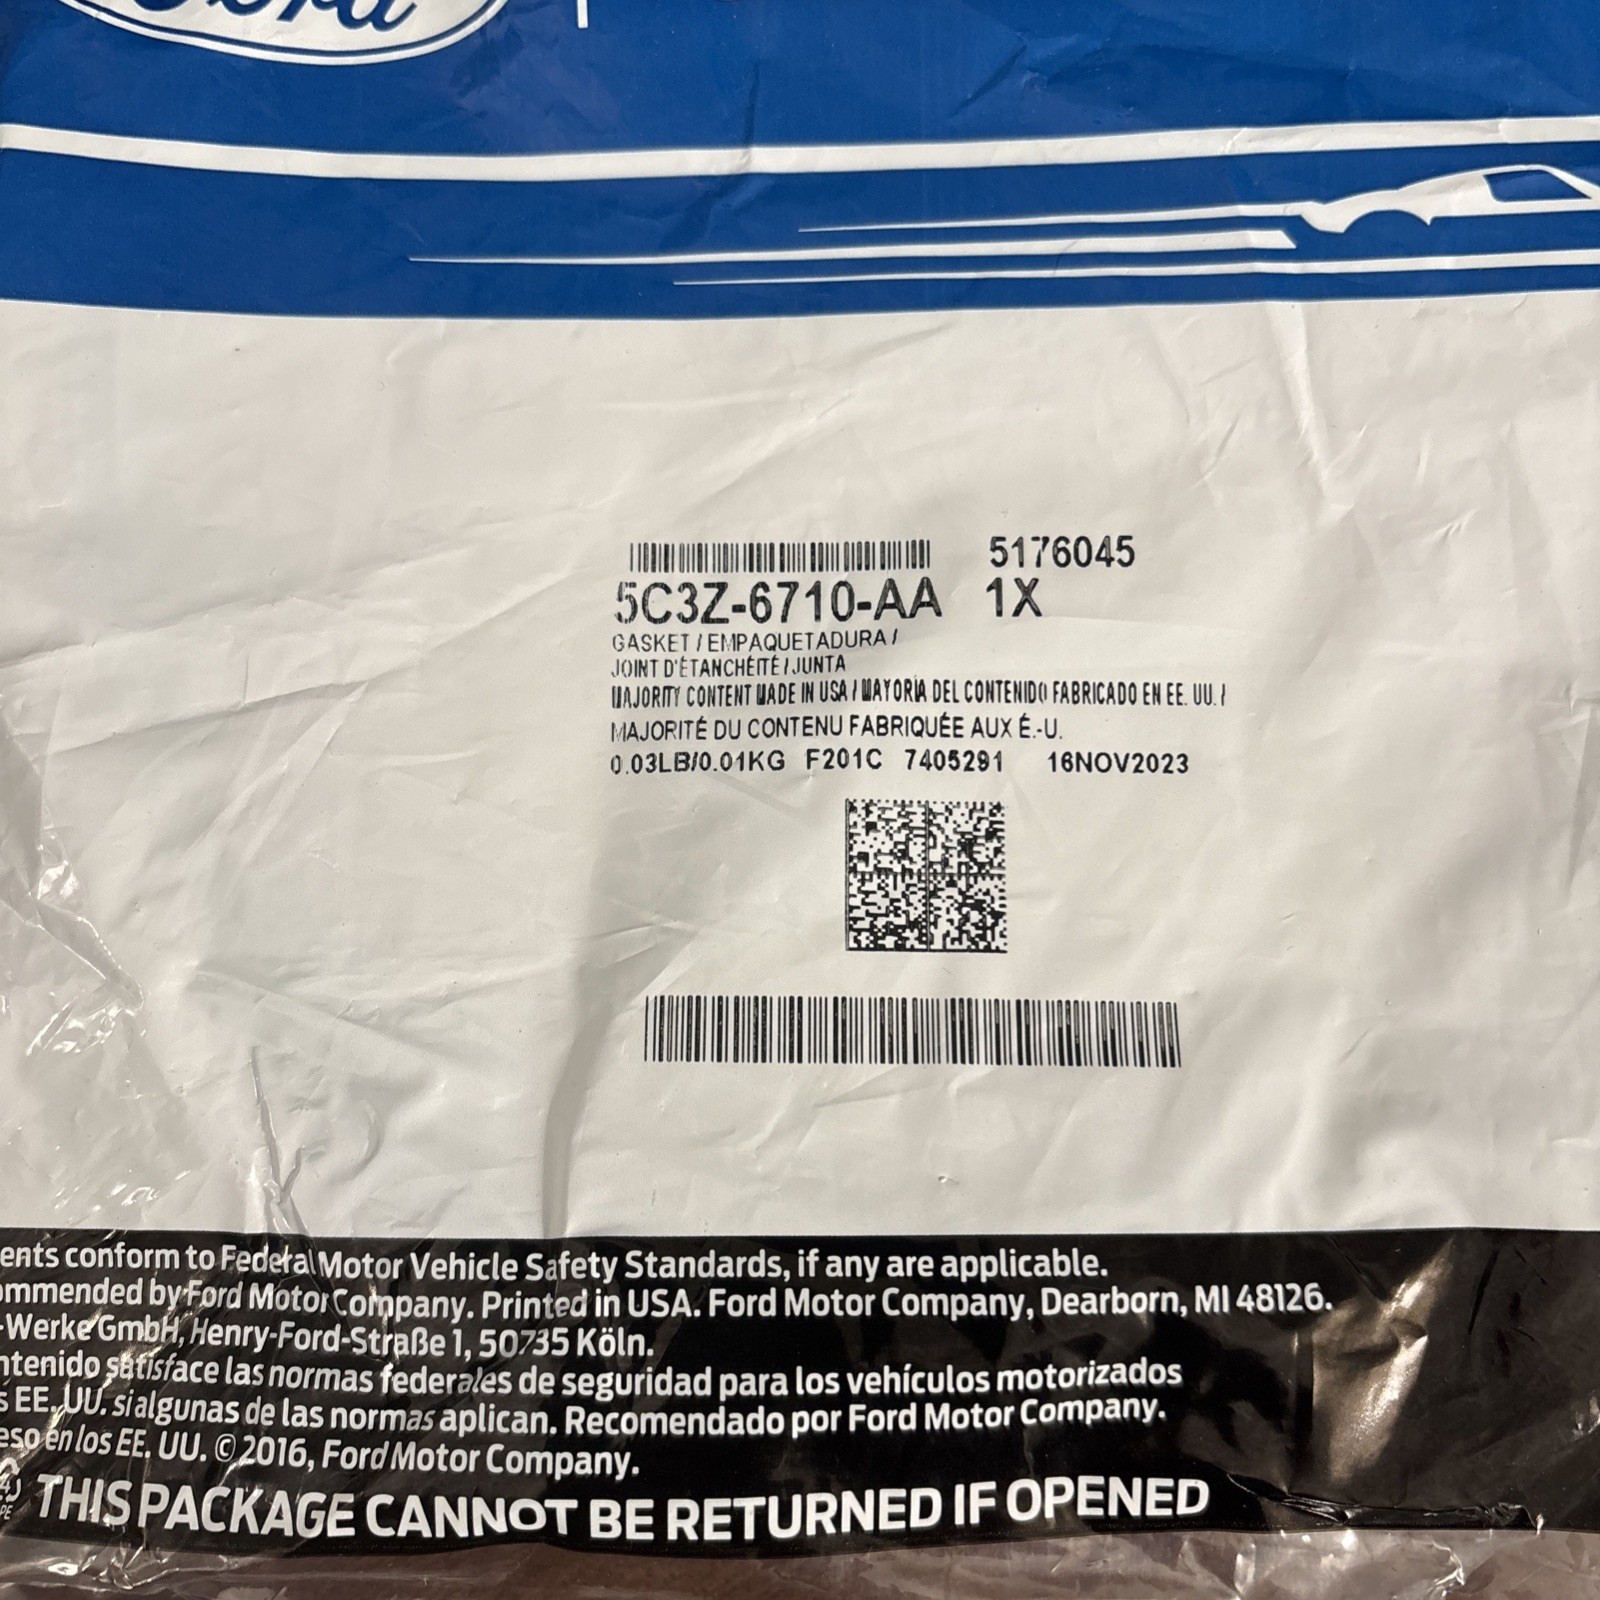 Ford
5176045
5C3Z-6710-AA 1X
GASKET / EMPAQUETADURA /
JOINT D'ÉTANCHÉITÉ / JUNTA
MAJORITY CONTENT MADE IN USA / MAYORÍA DEL CONTENIDO FABRICADO EN EE. UU. /
MAJORITÉ DU CONTENU FABRIQUÉE AUX É.-U.
0.03LB/0.01KG F201C 7405291 16NOV2023
ents conform to Federal Motor Vehicle Safety Standards, if any are applicable.
ommended by Ford Motor Company. Printed in USA. Ford Motor Company, Dearborn, MI 48126.
-Werke GmbH, Henry-Ford-Straße 1, 50735 Köln.
ntenido satisface las normas federales de seguridad para los vehículos motorizados
s EE. UU. si algunas de las normas aplican. Recomendado por Ford Motor Company.
eso en los EE. UU. © 2016, Ford Motor Company.
THIS PACKAGE CANNOT BE RETURNED IF OPENED